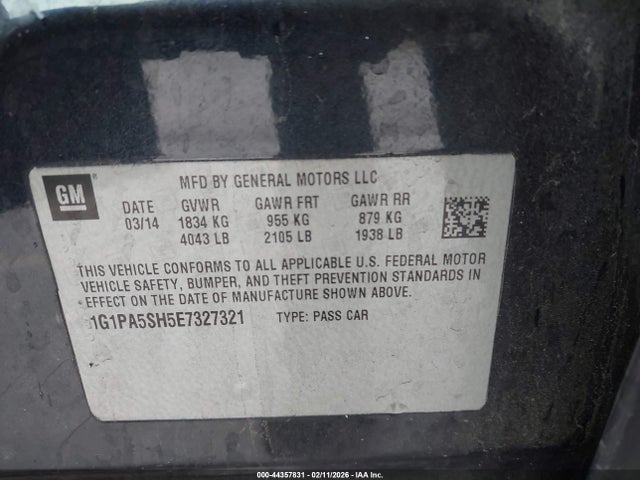 GM
MFD BY GENERAL MOTORS LLC
DATE GVWR GAWR FRT GAWR RR
03/14 1834 KG 955 KG 879 KG
4043 LB 2105 LB 1938 LB
THIS VEHICLE CONFORMS TO ALL APPLICABLE U.S. FEDERAL MOTOR
VEHICLE SAFETY, BUMPER, AND THEFT PREVENTION STANDARDS IN
EFFECT ON THE DATE OF MANUFACTURE SHOWN ABOVE.
1G1PA5SH5E7327321 TYPE: PASS CAR
000-44357831 - 02/11/2026 - IAA Inc.